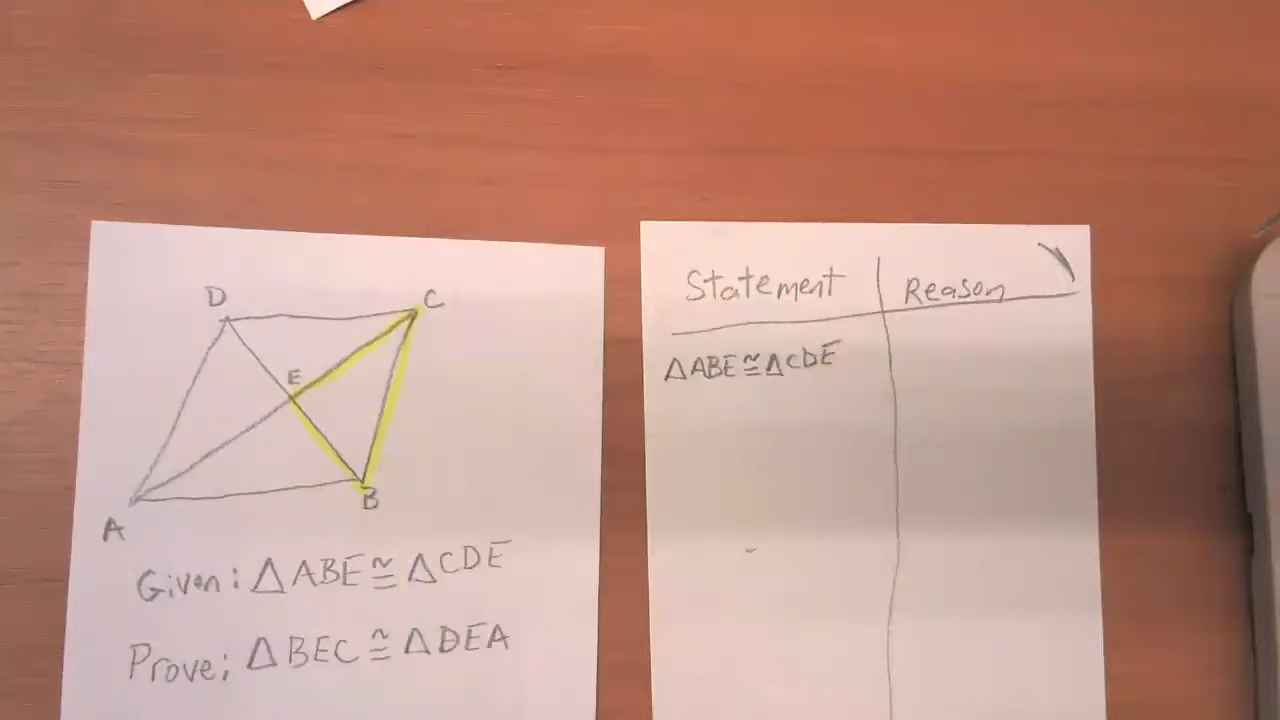 D
C
E
B
A
Given: △ABE≅△CDE
Prove: △BEC≅△DEA
Statement
Reason
△ABE≅△CDE